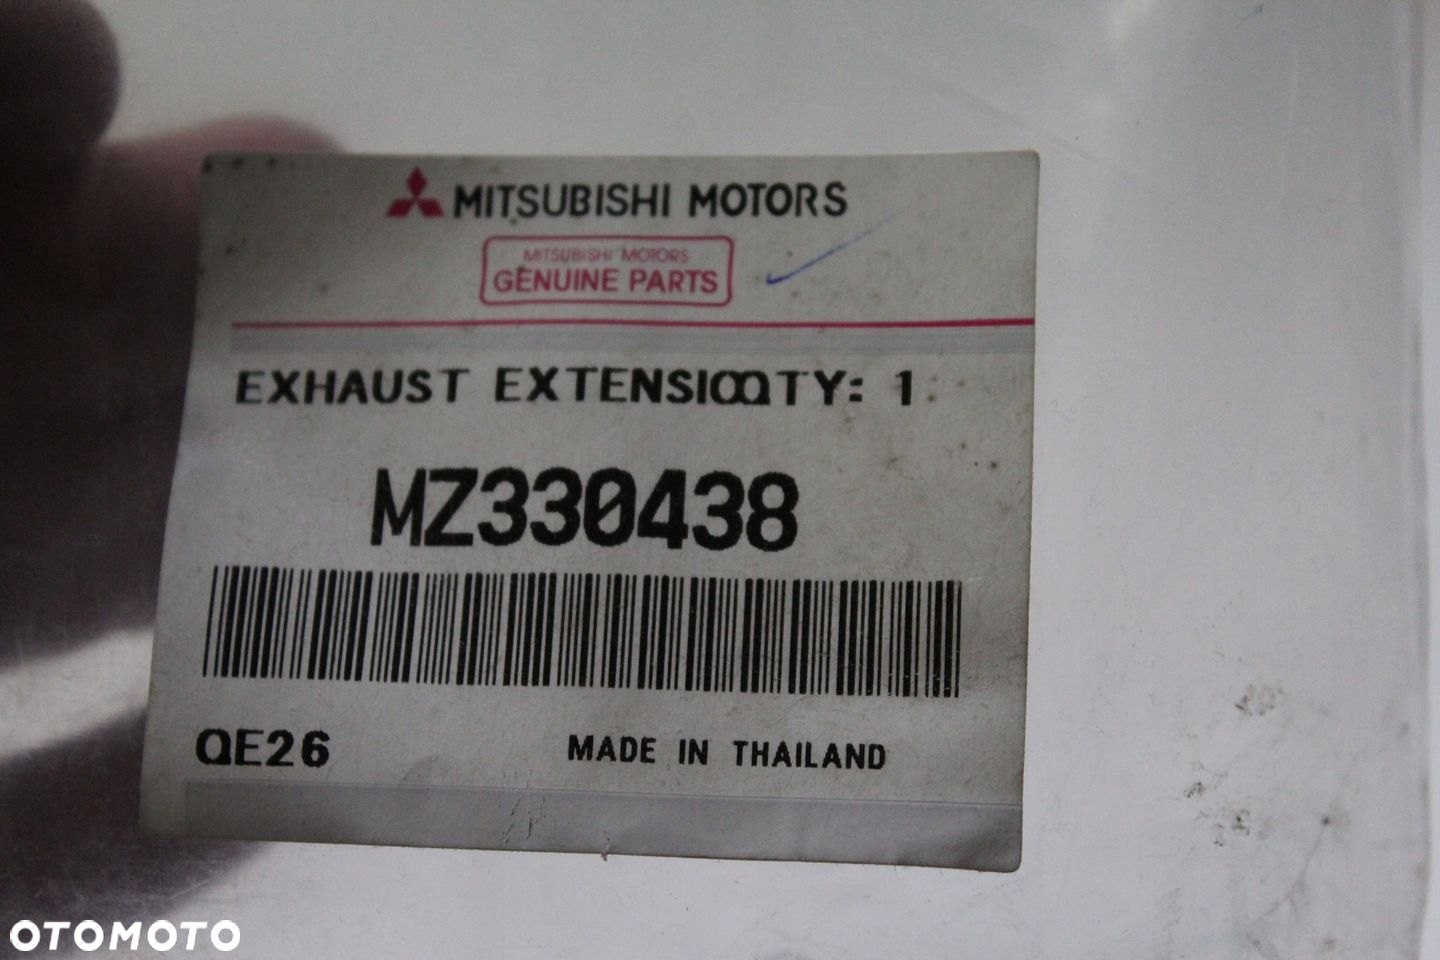 MITSUBISHI MOTORS
MITSUBISHI MOTORS
GENUINE PARTS
EXHAUST EXTENSIOQTY: 1
MZ330438
QE26
MADE IN THAILAND
OTOMOTO